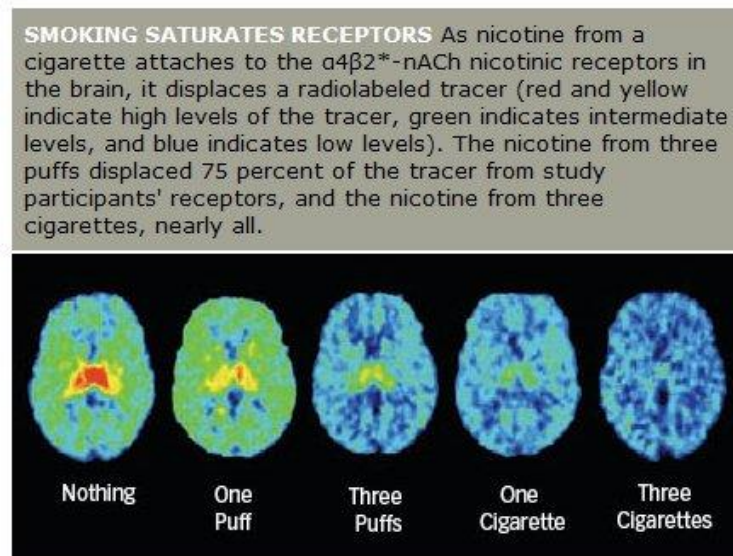 SMOKING SATURATES RECEPTORS As nicotine from a
cigarette attaches to the α4β2*-nACh nicotinic receptors in
the brain, it displaces a radiolabeled tracer (red and yellow
indicate high levels of the tracer, green indicates intermediate
levels, and blue indicates low levels). The nicotine from three
puffs displaced 75 percent of the tracer from study
participants' receptors, and the nicotine from three
cigarettes, nearly all.
Nothing
One
Puff
Three
Puffs
One
Cigarette
Three
Cigarettes